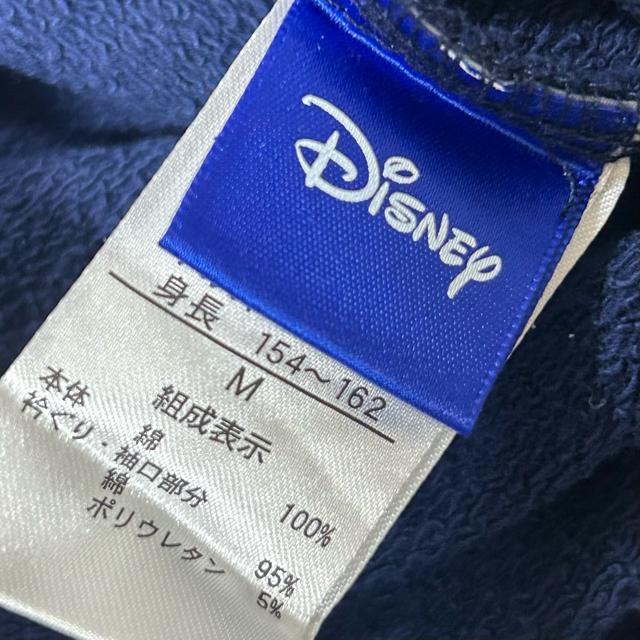 Disney
身長 154～162
M
組成表示
本体 綿 100%
衿ぐり・袖口部分
綿 95%
ポリウレタン 5%